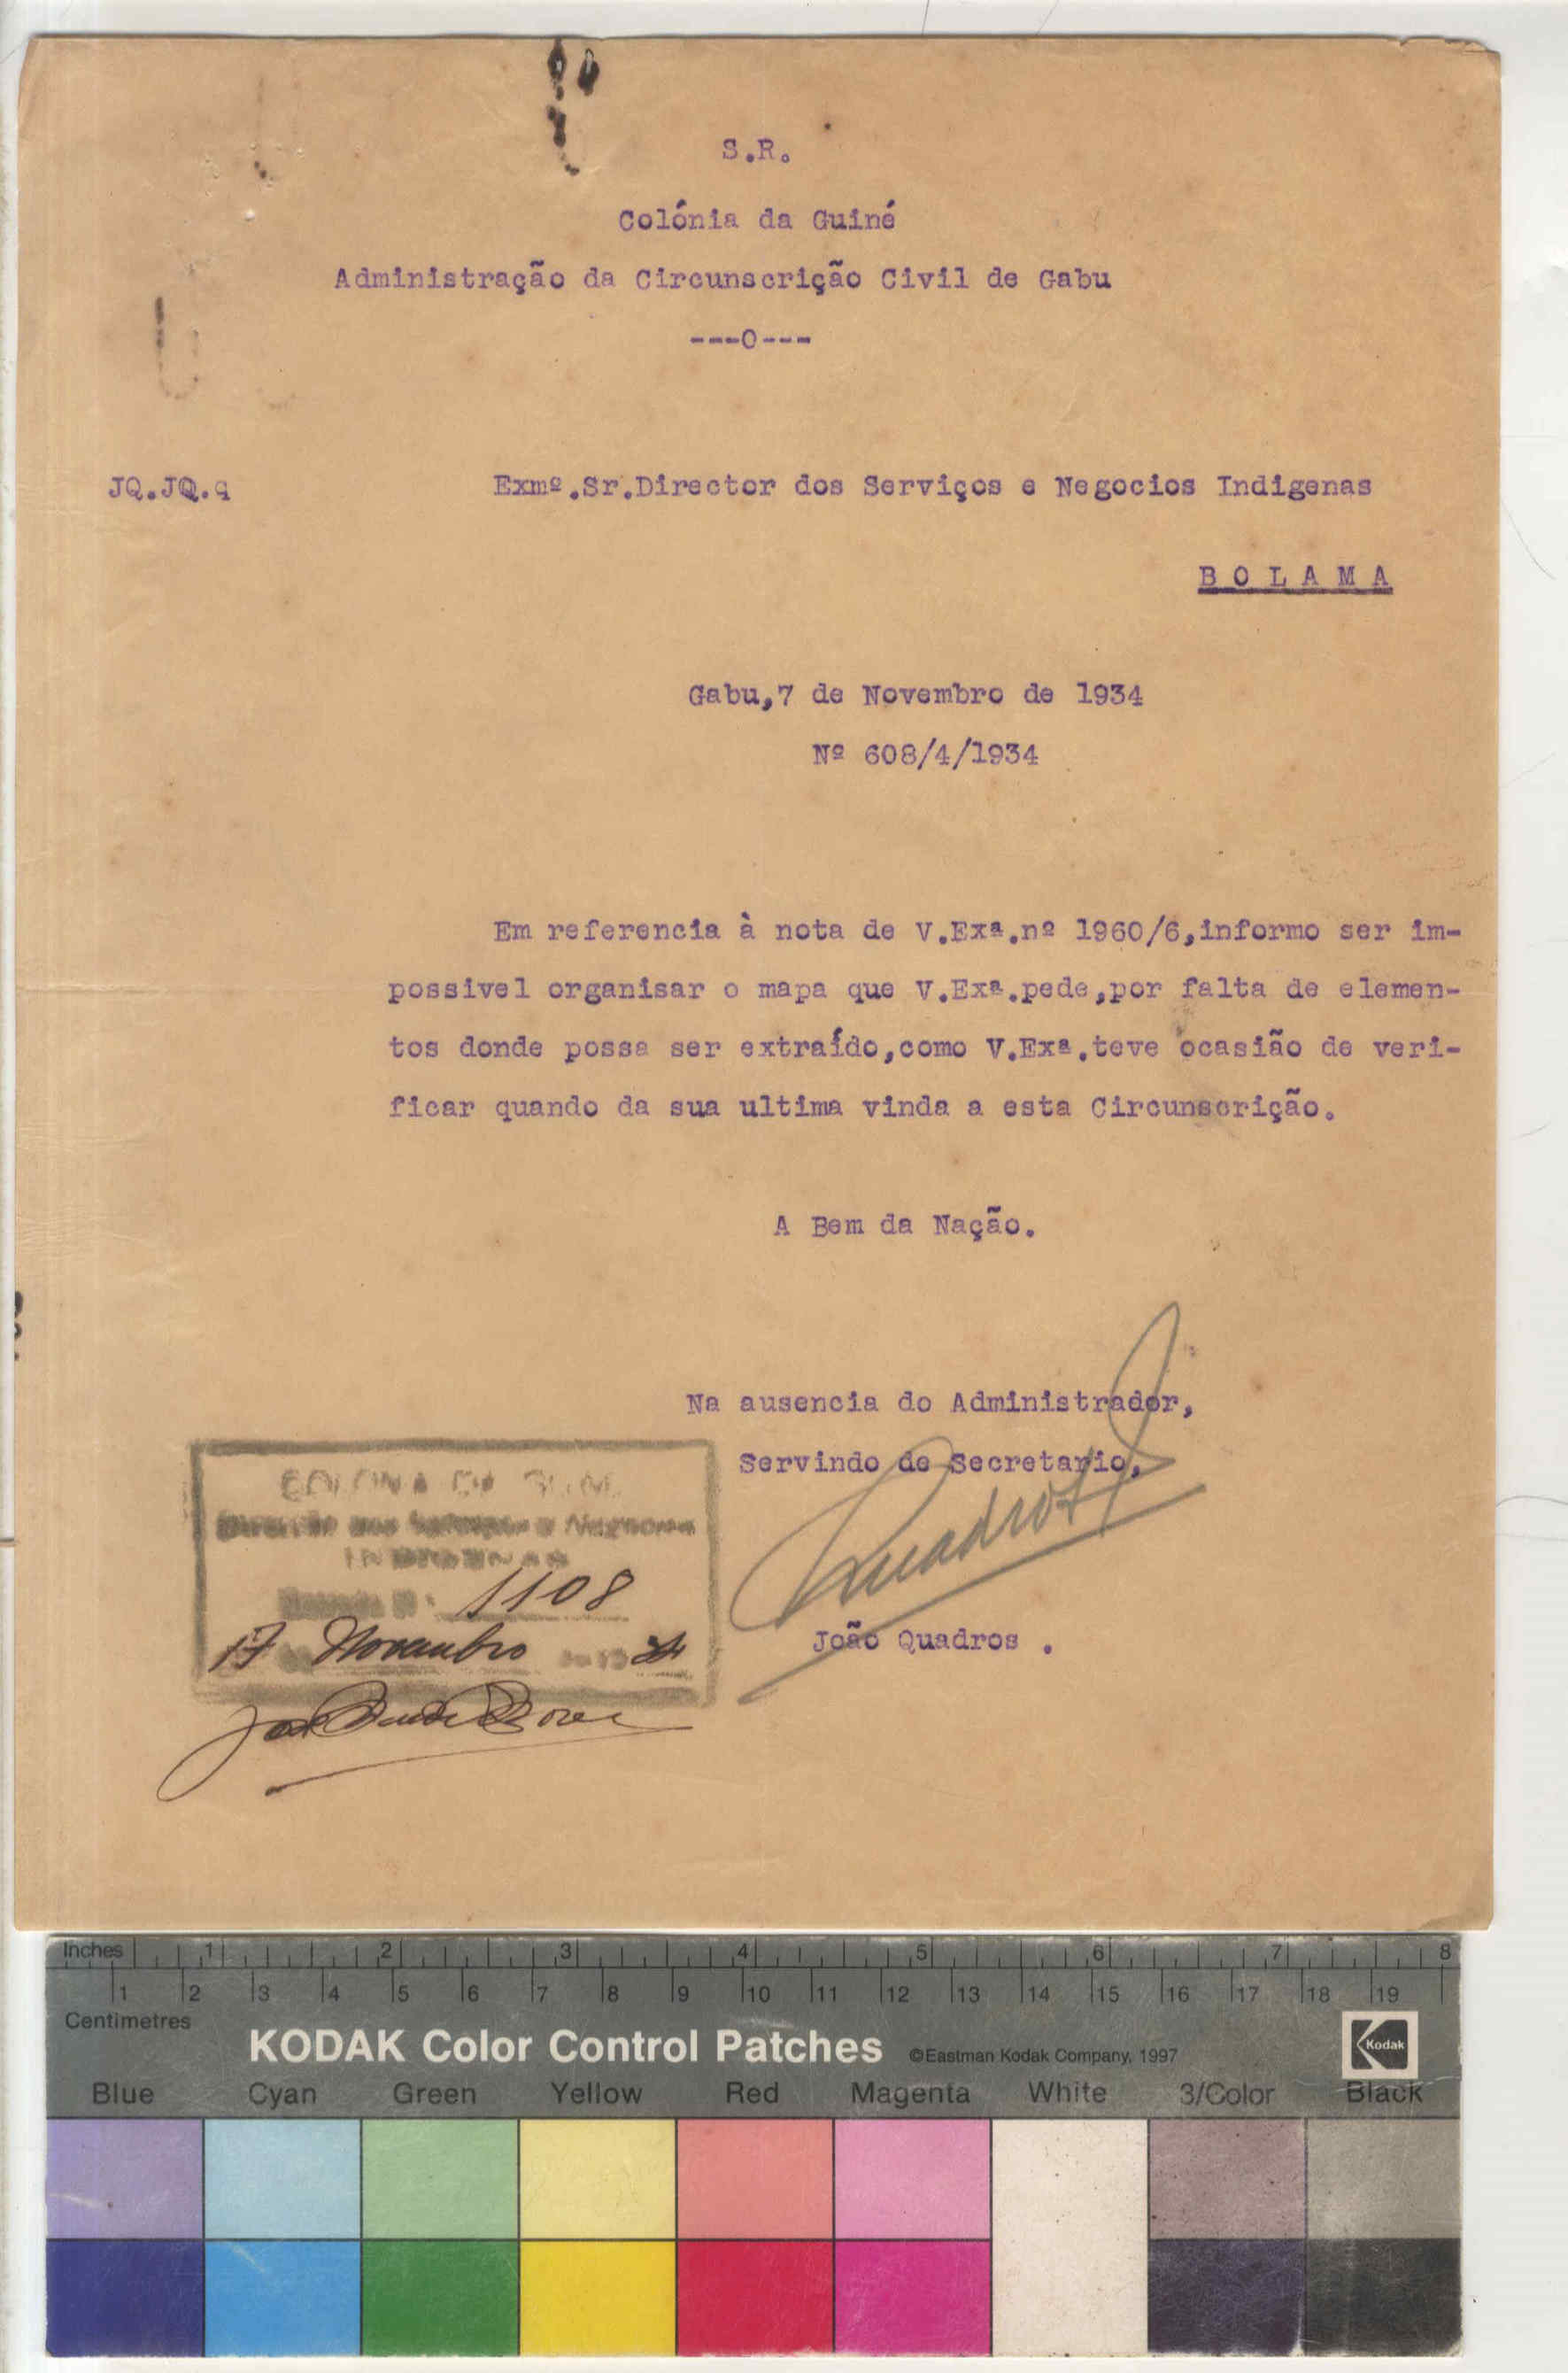 S.R.
Colónia da Guiné
Administração da Circunscrição Civil de Gabu
---O---
JQ.JQ.q
Exmº.Sr.Director dos Serviços e Negocios Indigenas
B O L A M A
Gabu,7 de Novembro de 1934
Nº 608/4/1934
Em referencia à nota de V.Exª.nº 1960/6,informo ser im-
possivel organisar o mapa que V.Exª.pede,por falta de elemen-
tos donde possa ser extraído,como V.Exª.teve ocasião de veri-
ficar quando da sua ultima vinda a esta Circunscrição.
A Bem da Nação.
Na ausencia do Administrador,
Servindo de Secretario,
Quadros
João Quadros .
1108
17 Novembro 34
Inches 1 2 3 4 5 6 7 8
1 2 3 4 5 6 7 8 9 10 11 12 13 14 15 16 17 18 19
Centimetres
KODAK Color Control Patches ©Eastman Kodak Company, 1997 Kodak
Blue Cyan Green Yellow Red Magenta White 3/Color Black